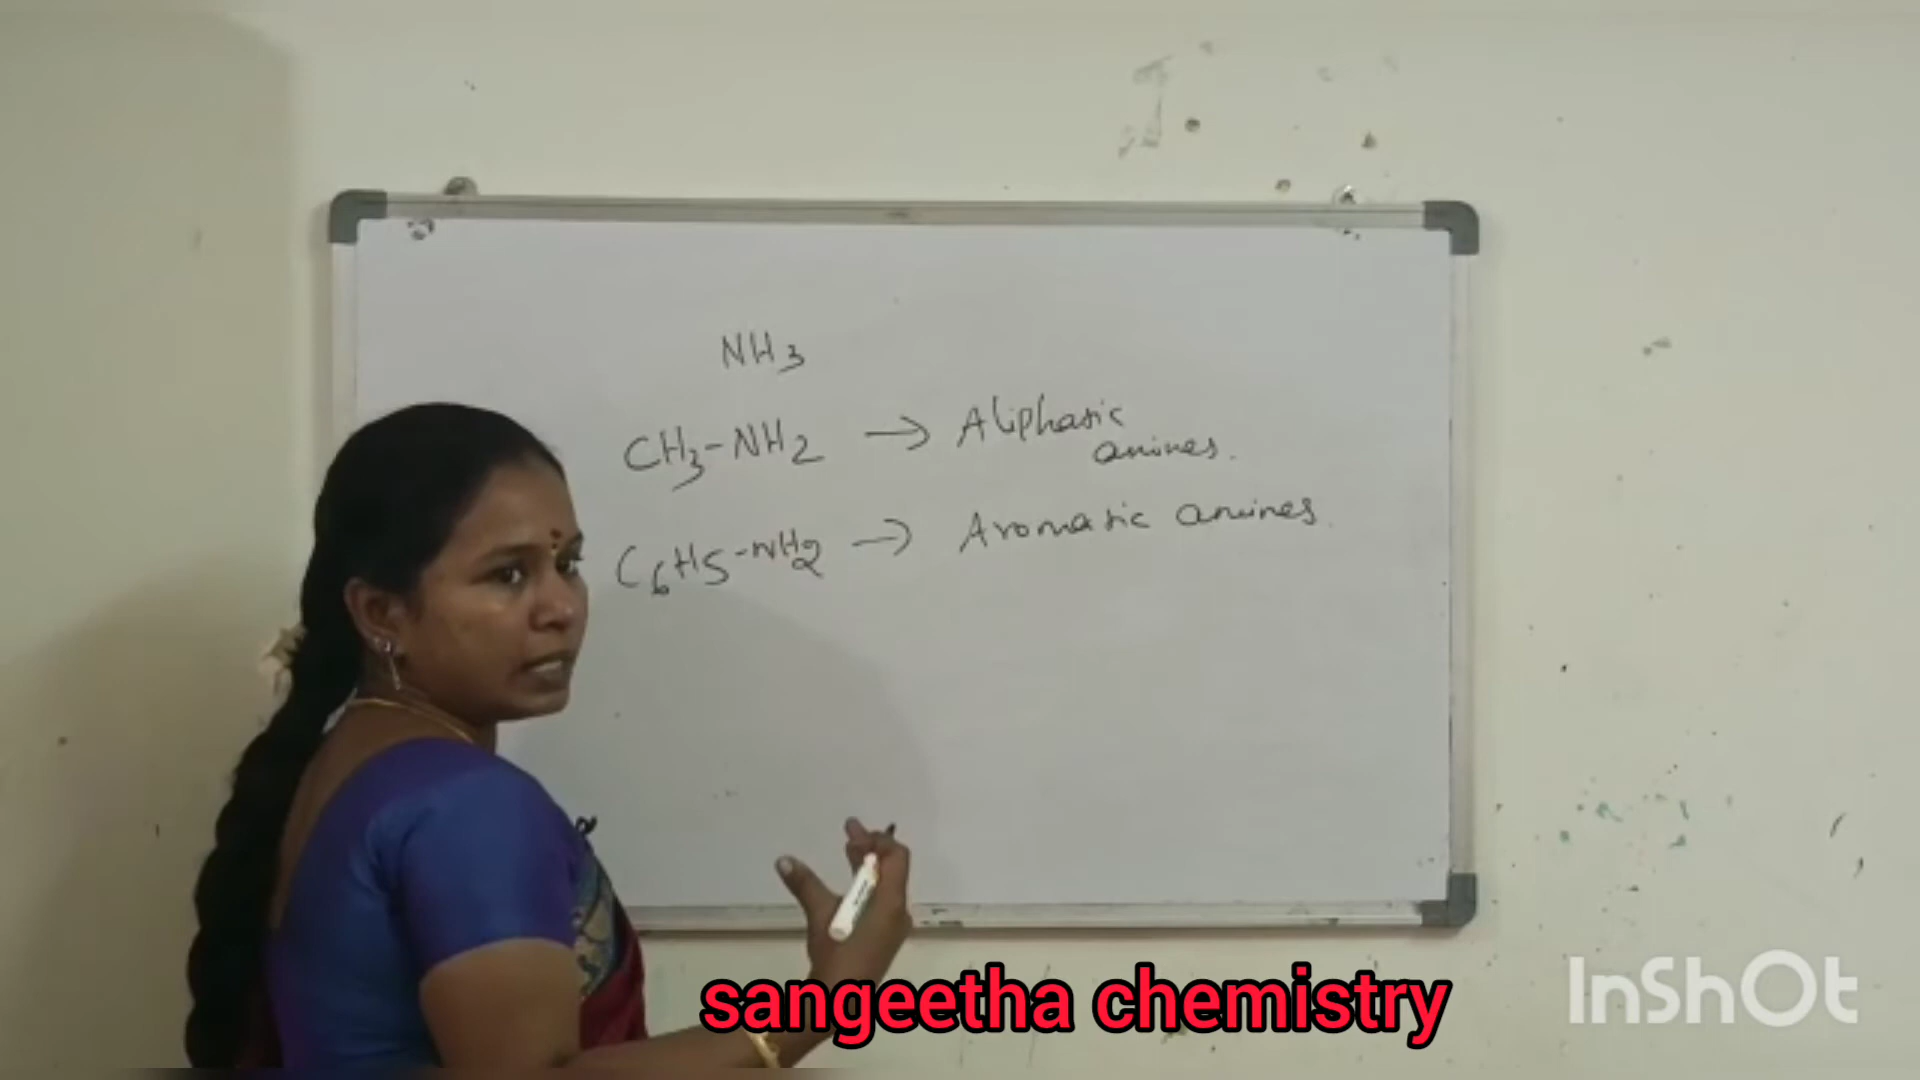 NH3
CH3-NH2 → Aliphatic
amines.
C6H5-NH2 → Aromatic amines.
sangeetha chemistry
InShOt